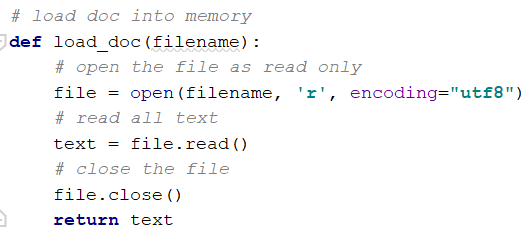 # load doc into memory
def load_doc(filename):
    # open the file as read only
    file = open(filename, 'r', encoding="utf8")
    # read all text
    text = file.read()
    # close the file
    file.close()
    return text